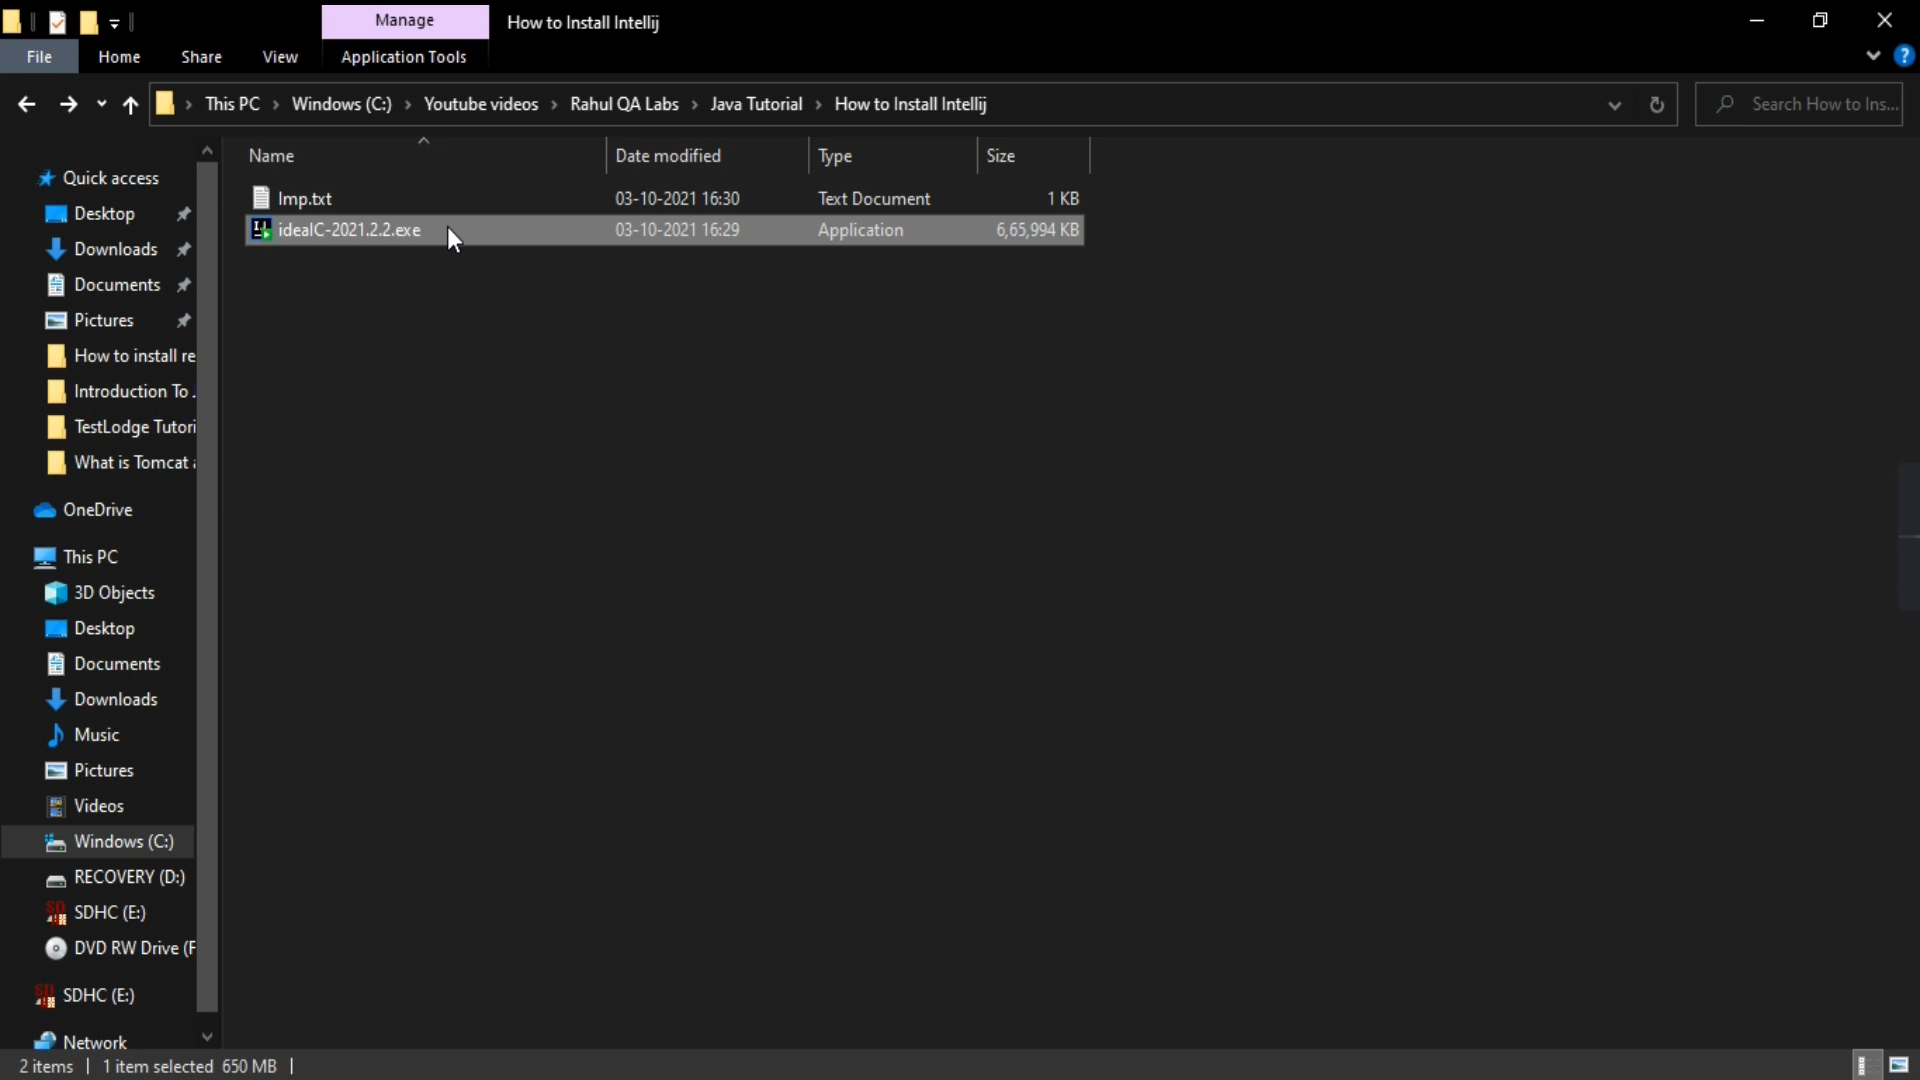 Manage
How to Install Intellij
File
Home
Share
View
Application Tools
This PC > Windows (C:) > Youtube videos > Rahul QA Labs > Java Tutorial > How to Install Intellij
Search How to Ins...
Name
Date modified
Type
Size
Imp.txt 03-10-2021 16:30 Text Document 1 KB
ideaIC-2021.2.2.exe 03-10-2021 16:29 Application 6,65,994 KB
Quick access
Desktop
Downloads
Documents
Pictures
How to install re
Introduction To
TestLodge Tutori
What is Tomcat
OneDrive
This PC
3D Objects
Desktop
Documents
Downloads
Music
Pictures
Videos
Windows (C:)
RECOVERY (D:)
SDHC (E:)
DVD RW Drive (F
SDHC (E:)
Network
2 items | 1 item selected 650 MB |